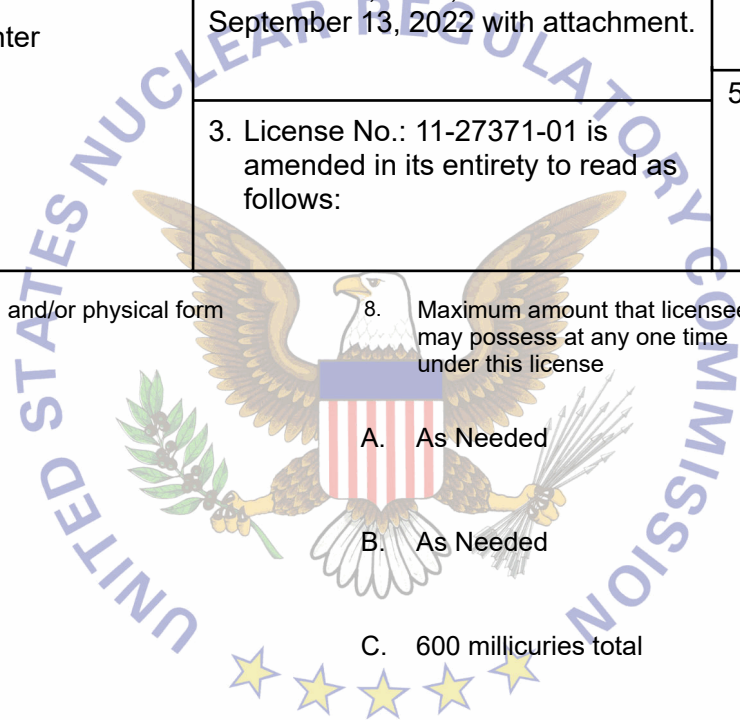 nter
September 13, 2022 with attachment.
5
3. License No.: 11-27371-01 is
amended in its entirety to read as
follows:
and/or physical form
8. Maximum amount that licensee
may possess at any one time
under this license
A. As Needed
B. As Needed
C. 600 millicuries total
UNITED STATES NUCLEAR REGULATORY COMMISSION